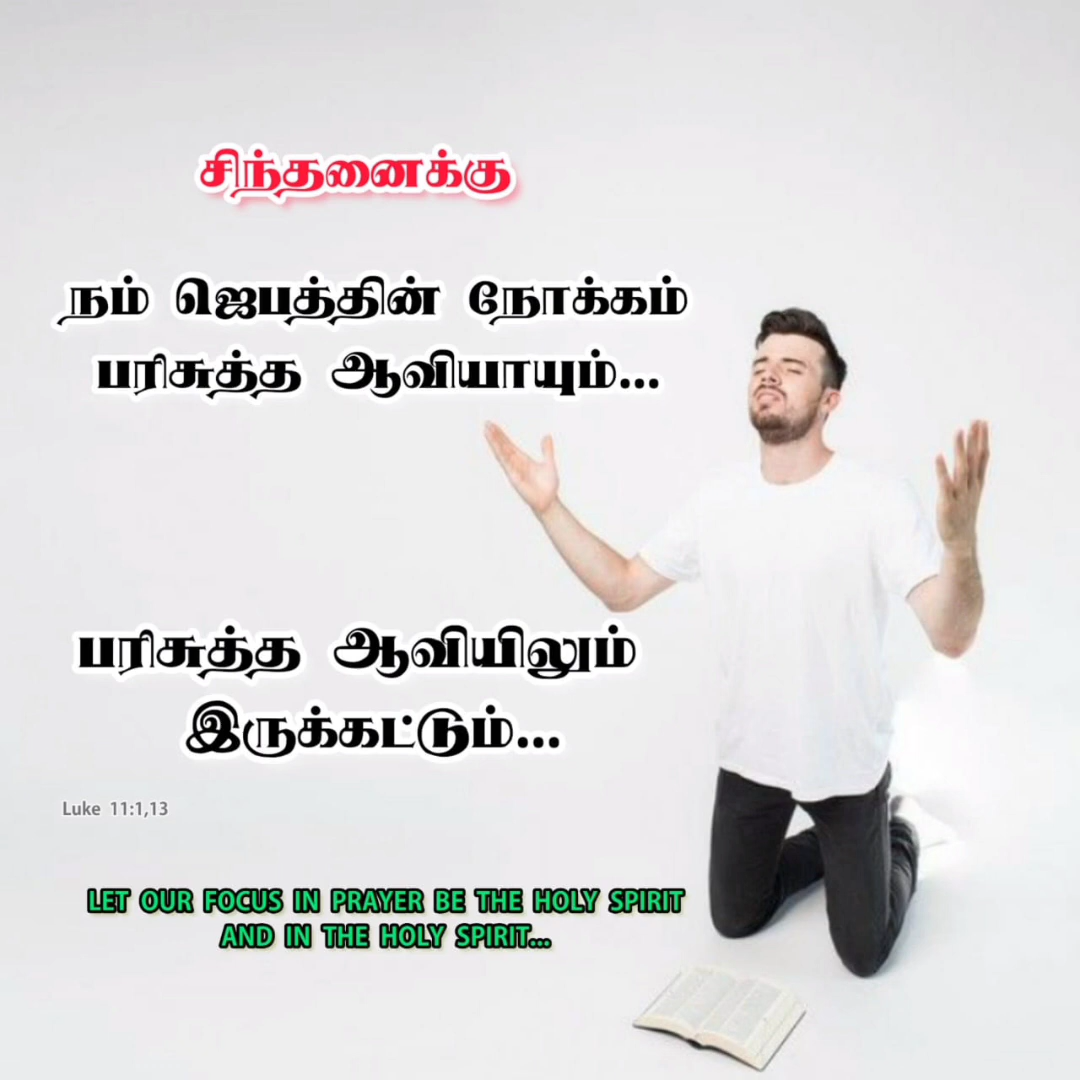 சிந்தனைக்கு
நம் ஜெபத்தின் நோக்கம்
பரிசுத்த ஆவியாயும்...
பரிசுத்த ஆவியிலும்
இருக்கட்டும்...
Luke 11:1,13
LET OUR FOCUS IN PRAYER BE THE HOLY SPIRIT
AND IN THE HOLY SPIRIT...